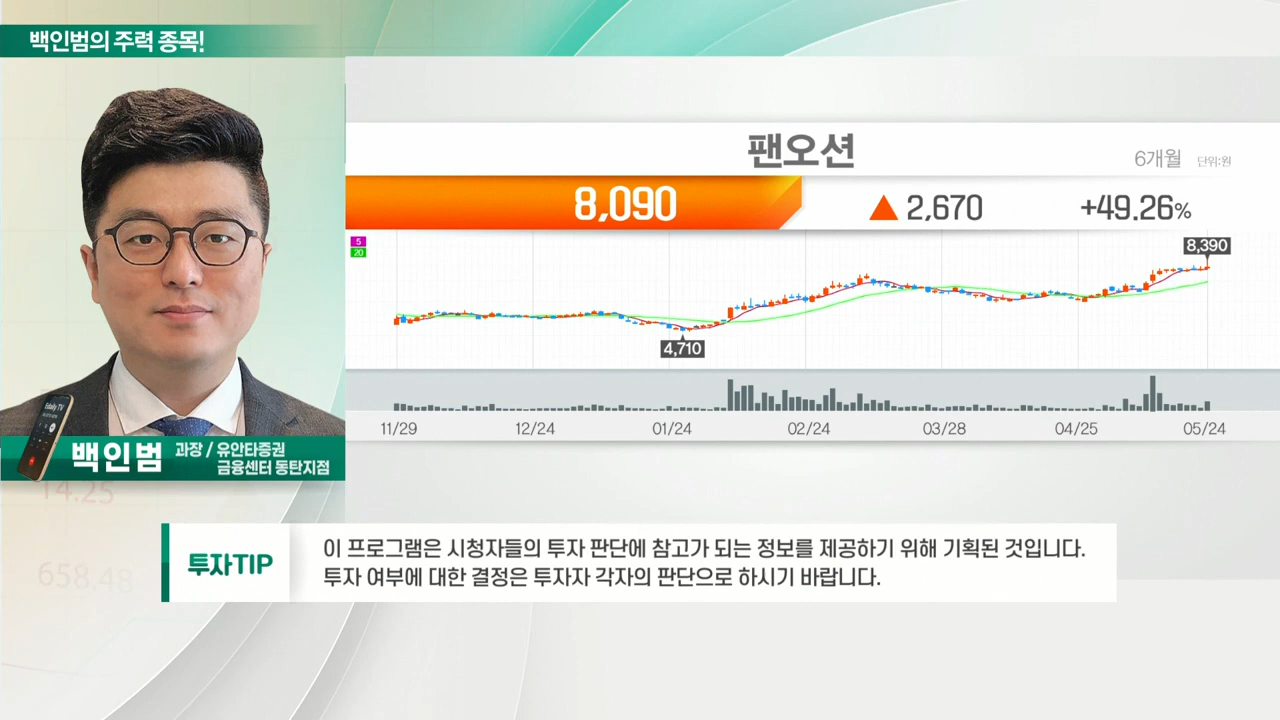 백인범의 주력 종목!
팬오션
6개월 단위:원
8,090 ▲ 2,670 +49.26%
5
20
8,390
4,710
11/29 12/24 01/24 02/24 03/28 04/25 05/24
Edaily TV
백인범 과장 / 유안타증권
금융센터 동탄지점
14.25
658.48
투자TIP
이 프로그램은 시청자들의 투자 판단에 참고가 되는 정보를 제공하기 위해 기획된 것입니다.
투자 여부에 대한 결정은 투자자 각자의 판단으로 하시기 바랍니다.